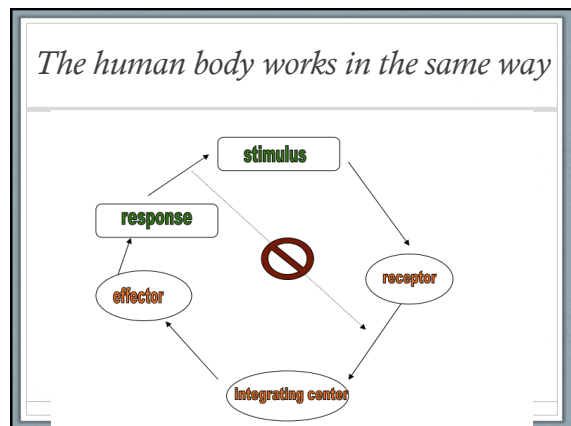 The human body works in the same way
stimulus
response
receptor
effector
integrating center